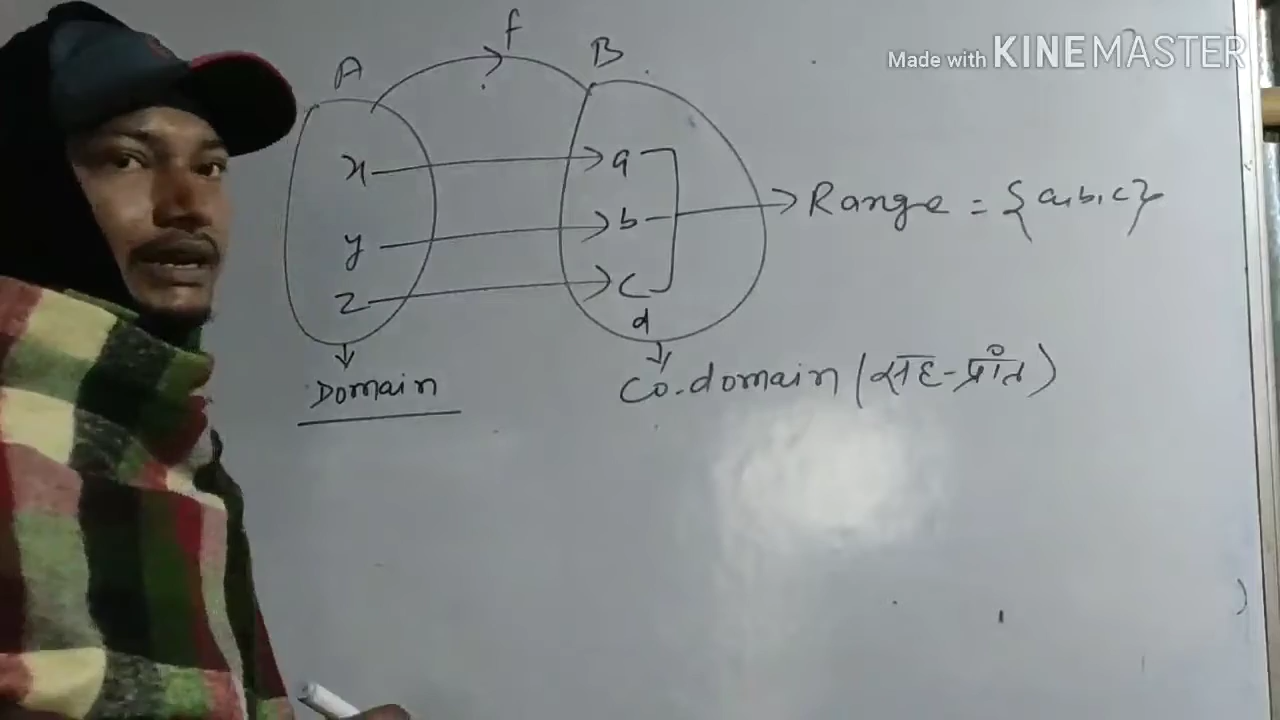 Made with KINEMASTER
f
A B
x a
y b
z c
d
Range = {a, b, c}
Domain
Co.domain (सह-प्रांत)